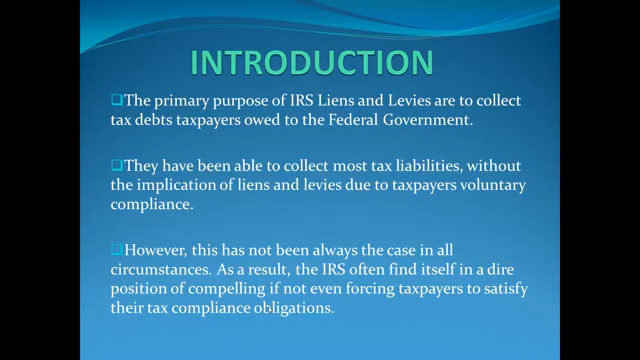 INTRODUCTION
❑The primary purpose of IRS Liens and Levies are to collect
tax debts taxpayers owed to the Federal Government.
❑They have been able to collect most tax liabilities, without
the implication of liens and levies due to taxpayers voluntary
compliance.
❑However, this has not been always the case in all
circumstances. As a result, the IRS often find itself in a dire
position of compelling if not even forcing taxpayers to satisfy
their tax compliance obligations.